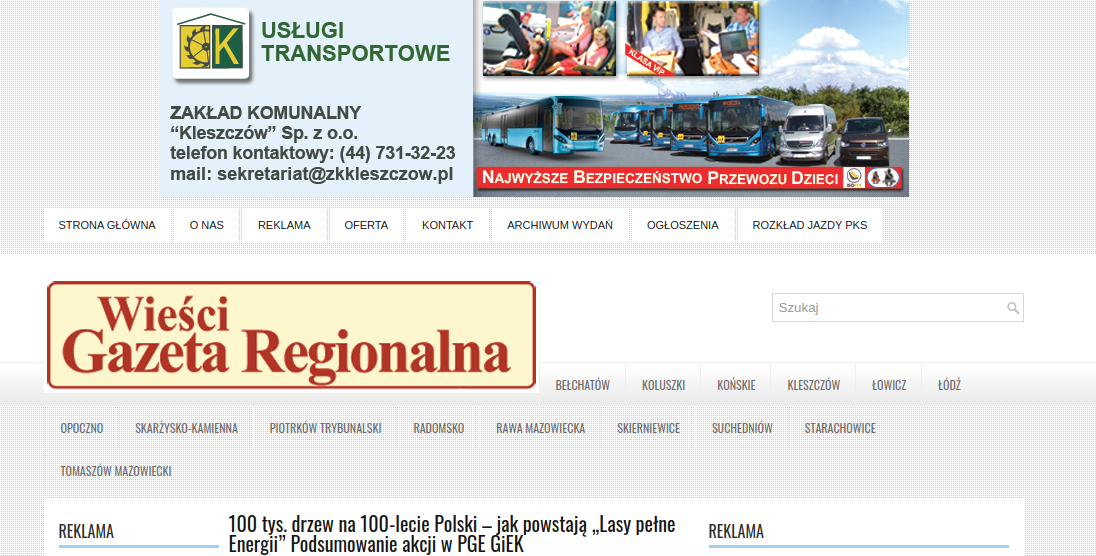 USŁUGI
TRANSPORTOWE
ZAKŁAD KOMUNALNY
“Kleszczów” Sp. z o.o.
telefon kontaktowy: (44) 731-32-23
mail: sekretariat@zkkleszczow.pl
K
KLASA VIP
NAJWYŻSZE BEZPIECZEŃSTWO PRZEWOZU DZIECI
STRONA GŁÓWNA O NAS REKLAMA OFERTA KONTAKT ARCHIWUM WYDAŃ OGŁOSZENIA ROZKŁAD JAZDY PKS
Wieści
Gazeta Regionalna
Szukaj
BEŁCHATÓW KOLUSZKI KOŃSKIE KLESZCZÓW ŁOWICZ ŁÓDŹ
OPOCZNO SKARŻYSKO-KAMIENNA PIOTRKÓW TRYBUNALSKI RADOMSKO RAWA MAZOWIECKA SKIERNIEWICE SUCHEDNIÓW STARACHOWICE
TOMASZÓW MAZOWIECKI
REKLAMA
100 tys. drzew na 100-lecie Polski – jak powstają „Lasy pełne
Energii” Podsumowanie akcji w PGE GiEK
REKLAMA